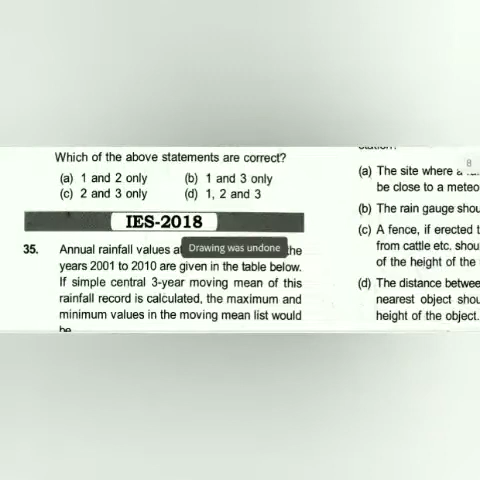 Which of the above statements are correct?
(a) 1 and 2 only (b) 1 and 3 only
(c) 2 and 3 only (d) 1, 2 and 3
IES-2018
35. Annual rainfall values at the
Drawing was undone
years 2001 to 2010 are given in the table below.
If simple central 3-year moving mean of this
rainfall record is calculated, the maximum and
minimum values in the moving mean list would
be
8
(a) The site where a
be close to a meteo
(b) The rain gauge shou
(c) A fence, if erected t
from cattle etc. shou
of the height of the
(d) The distance betwee
nearest object shou
height of the object.